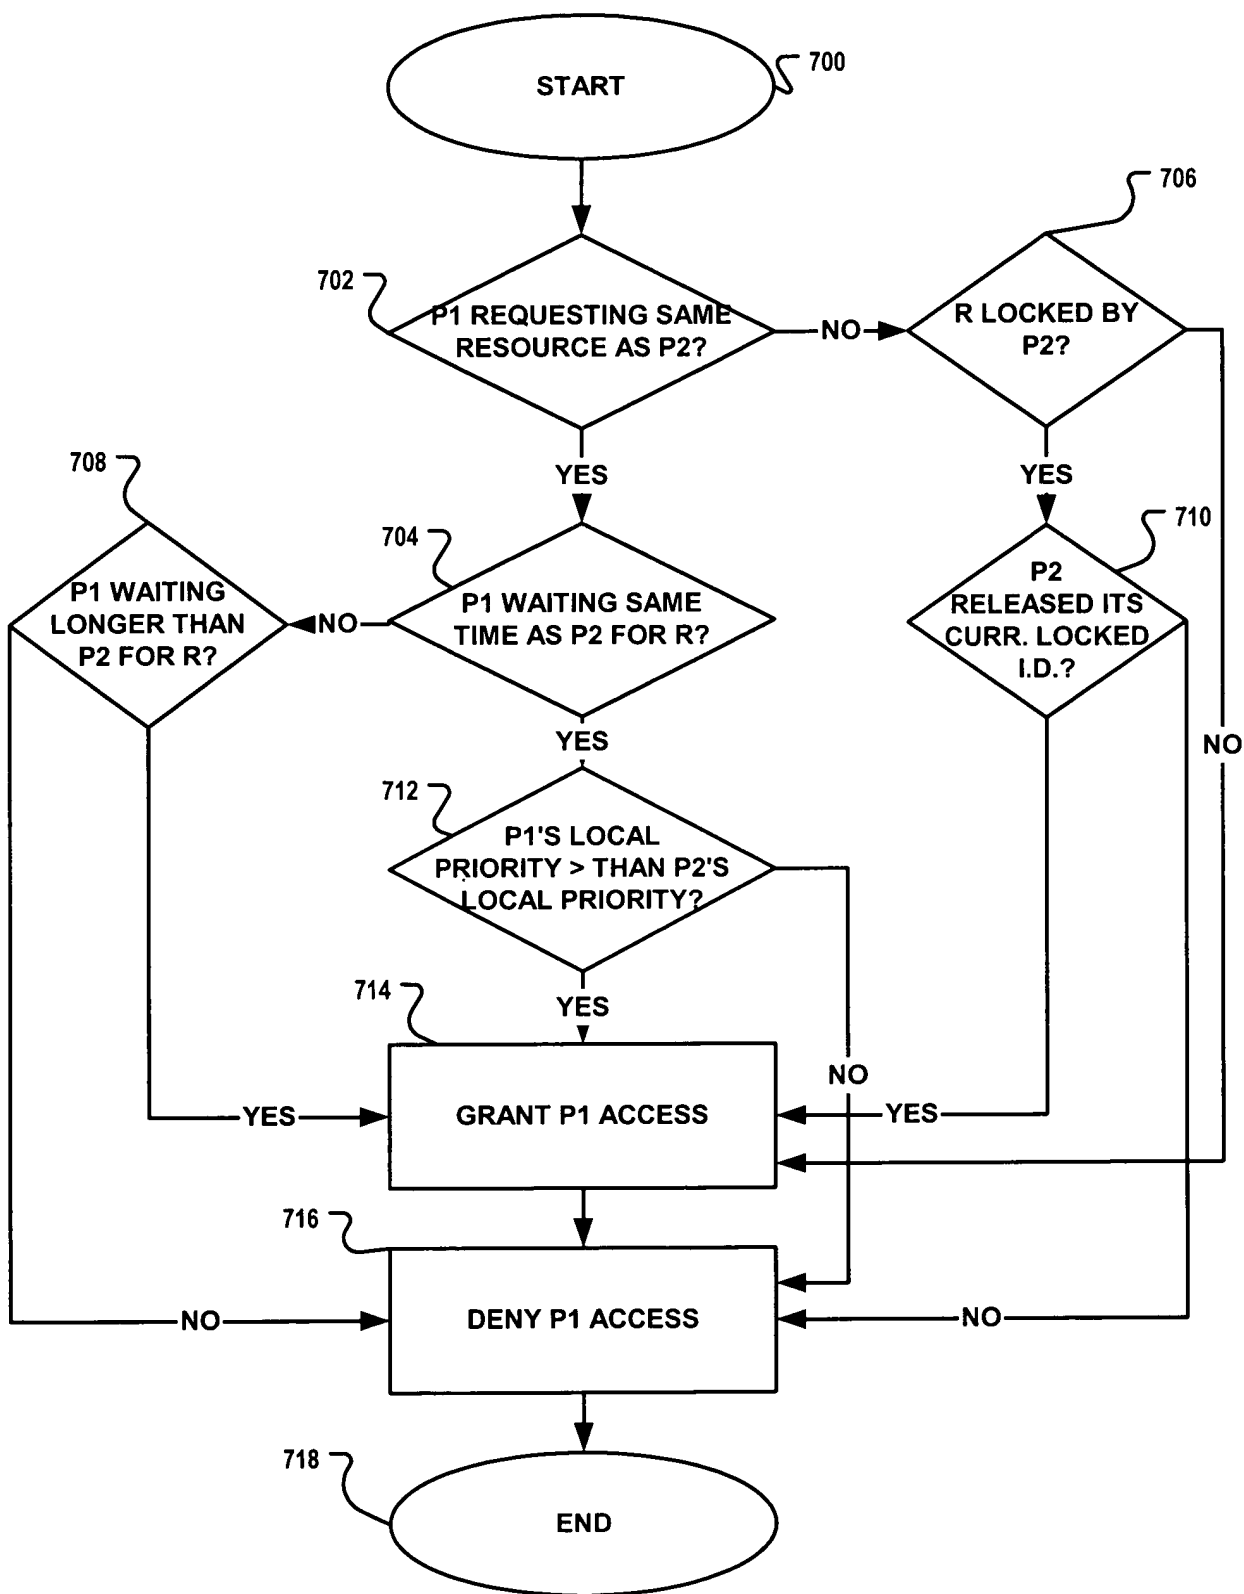 START
700
706
702
P1 REQUESTING SAME
RESOURCE AS P2?
NO
R LOCKED BY
P2?
YES
YES
708
704
710
P1 WAITING
LONGER THAN
P2 FOR R?
NO
P1 WAITING SAME
TIME AS P2 FOR R?
P2
RELEASED ITS
CURR. LOCKED
I.D.?
YES
NO
712
P1'S LOCAL
PRIORITY > THAN P2'S
LOCAL PRIORITY?
714
YES
NO
YES
GRANT P1 ACCESS
YES
716
NO
DENY P1 ACCESS
NO
718
END